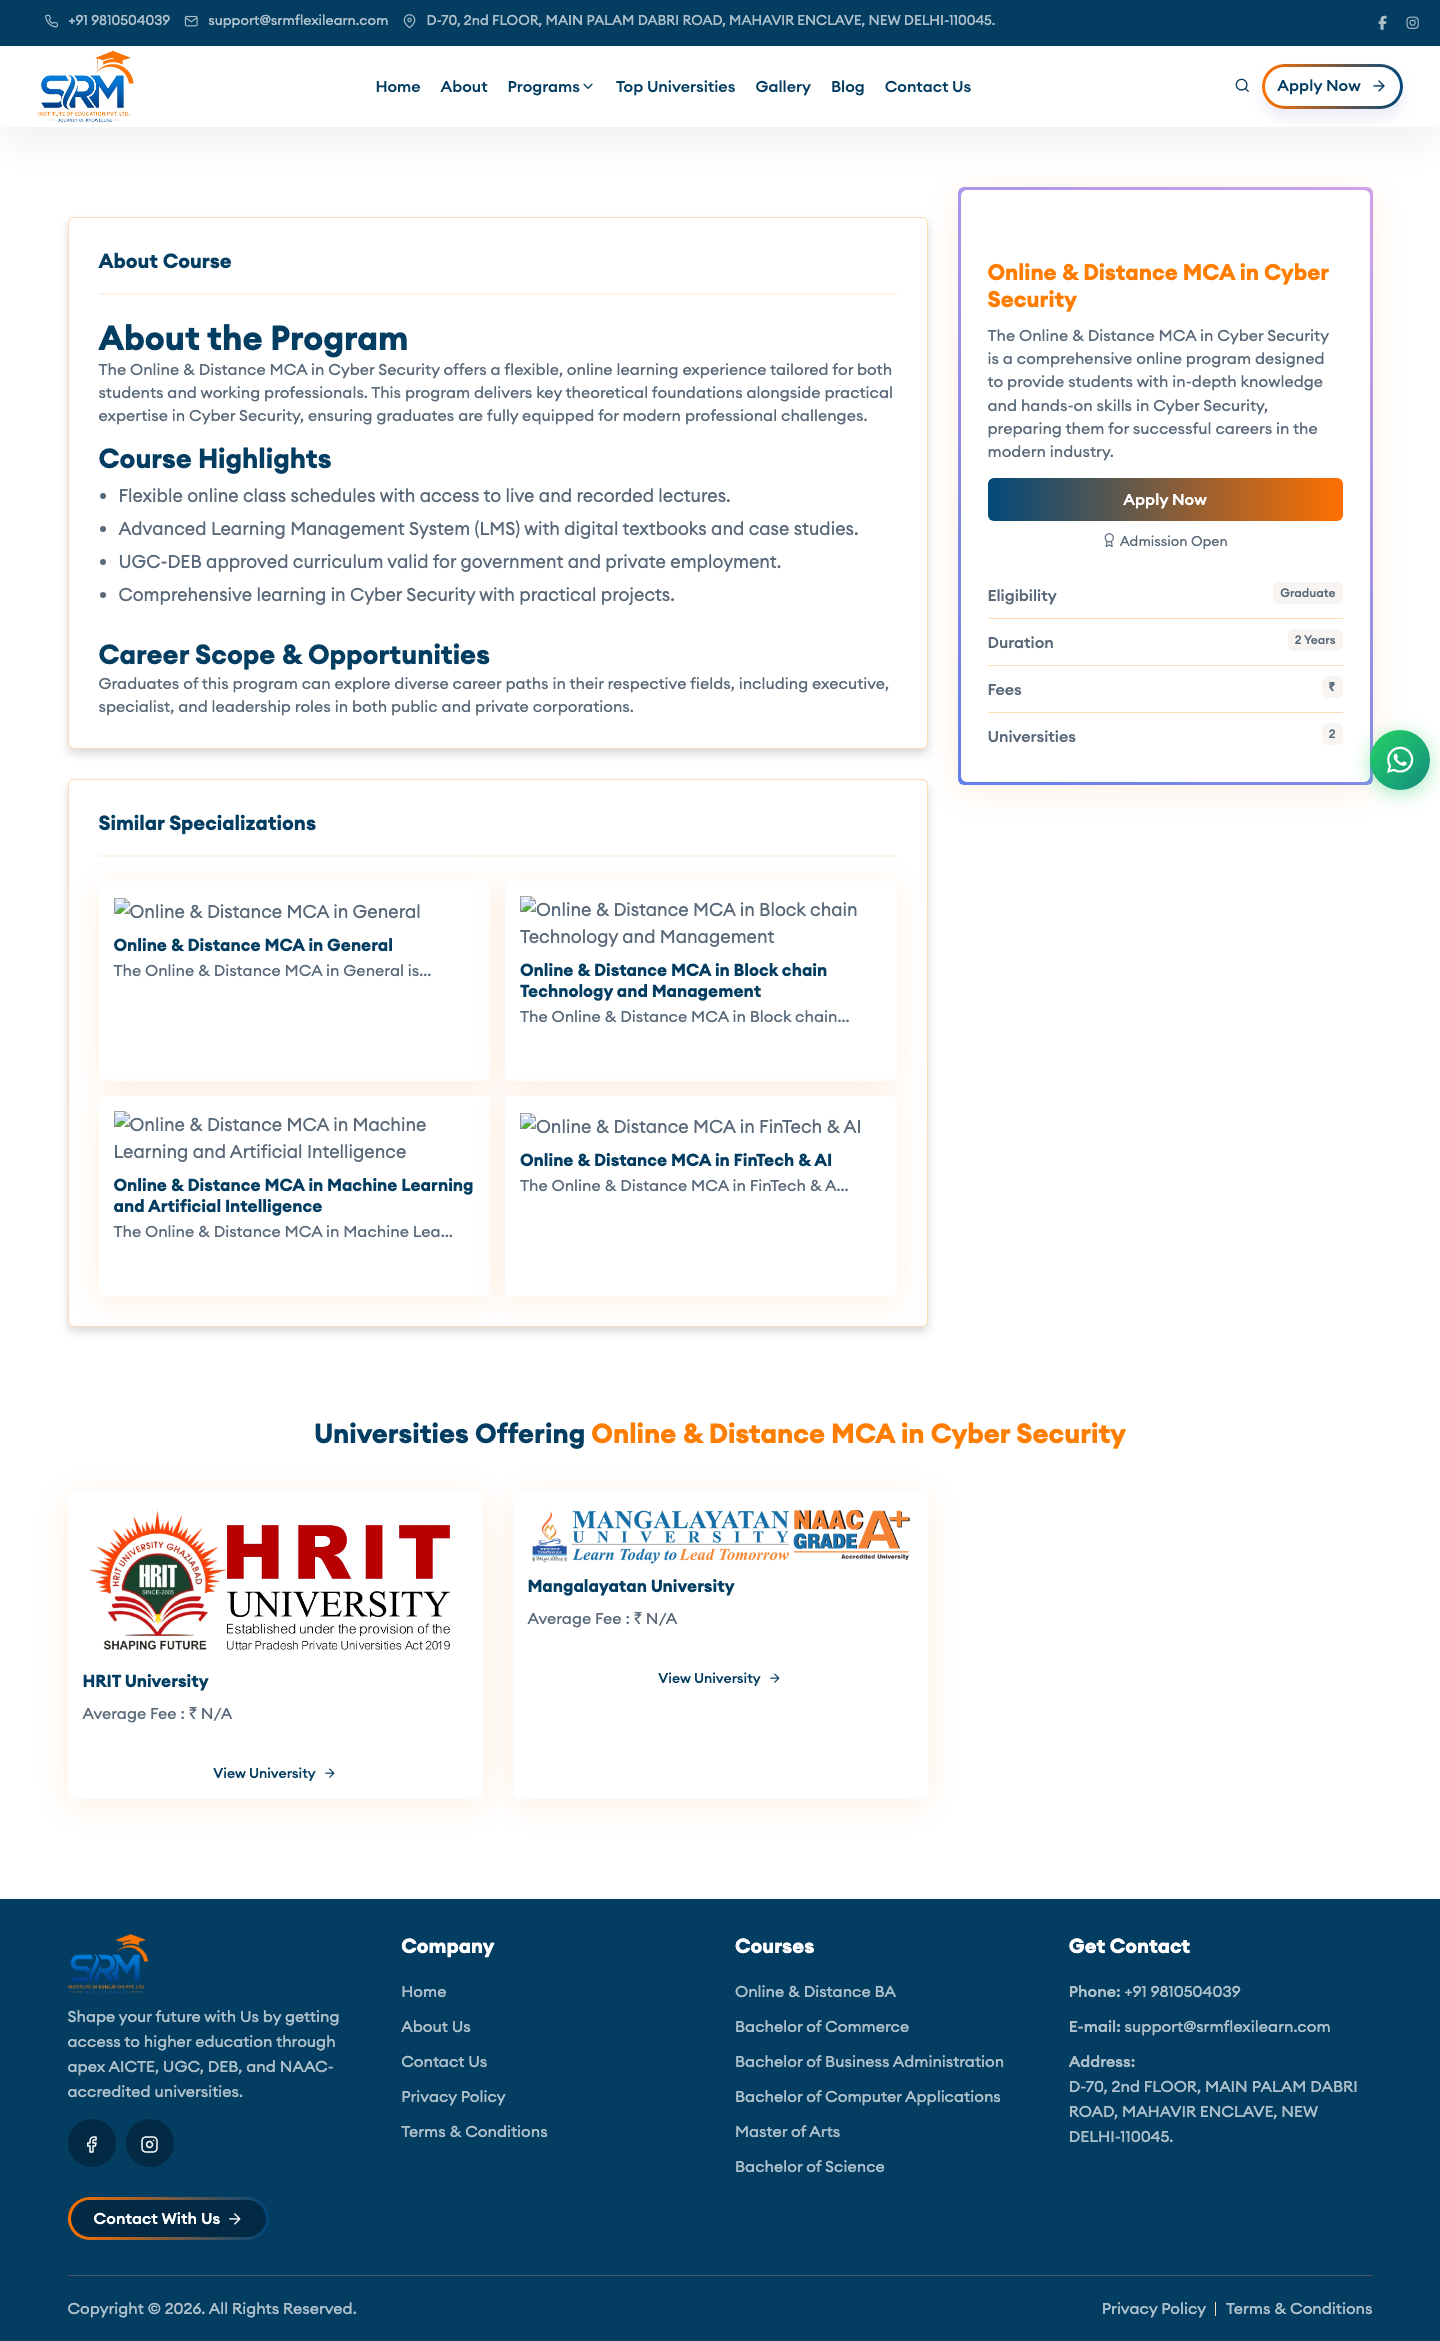 +91 9810504039 support@srmflexilearn.com D-70, 2nd FLOOR, MAIN PALAM DABRI ROAD, MAHAVIR ENCLAVE, NEW DELHI-110045.
SRM
INSTITUTE OF EDUCATION PVT. LTD.
JOURNEY OF KNOWLEDGE
Home About Programs Top Universities Gallery Blog Contact Us
Apply Now
About Course
About the Program
The Online & Distance MCA in Cyber Security offers a flexible, online learning experience tailored for both
students and working professionals. This program delivers key theoretical foundations alongside practical
expertise in Cyber Security, ensuring graduates are fully equipped for modern professional challenges.
Course Highlights
Flexible online class schedules with access to live and recorded lectures.
Advanced Learning Management System (LMS) with digital textbooks and case studies.
UGC-DEB approved curriculum valid for government and private employment.
Comprehensive learning in Cyber Security with practical projects.
Career Scope & Opportunities
Graduates of this program can explore diverse career paths in their respective fields, including executive,
specialist, and leadership roles in both public and private corporations.
Online & Distance MCA in Cyber
Security
The Online & Distance MCA in Cyber Security
is a comprehensive online program designed
to provide students with in-depth knowledge
and hands-on skills in Cyber Security,
preparing them for successful careers in the
modern industry.
Apply Now
Admission Open
Eligibility Graduate
Duration 2 Years
Fees ₹
Universities 2
Similar Specializations
Online & Distance MCA in General
Online & Distance MCA in General
The Online & Distance MCA in General is...
Online & Distance MCA in Block chain
Technology and Management
Online & Distance MCA in Block chain
Technology and Management
The Online & Distance MCA in Block chain...
Online & Distance MCA in Machine
Learning and Artificial Intelligence
Online & Distance MCA in Machine Learning
and Artificial Intelligence
The Online & Distance MCA in Machine Lea...
Online & Distance MCA in FinTech & AI
Online & Distance MCA in FinTech & AI
The Online & Distance MCA in FinTech & A...
Universities Offering Online & Distance MCA in Cyber Security
HRIT UNIVERSITY GHAZIABAD
HRIT
SINCE-2005
SHAPING FUTURE
HRIT
UNIVERSITY
Established under the provision of the
Uttar Pradesh Private Universities Act 2019
HRIT University
Average Fee : ₹ N/A
View University
MANGALAYATAN
UNIVERSITY
Learn Today to Lead Tomorrow
NAAC
GRADE A+
Accredited University
Mangalayatan University
Average Fee : ₹ N/A
View University
SRM
INSTITUTE OF EDUCATION PVT. LTD.
Shape your future with Us by getting
access to higher education through
apex AICTE, UGC, DEB, and NAAC-
accredited universities.
Contact With Us
Company
Home
About Us
Contact Us
Privacy Policy
Terms & Conditions
Courses
Online & Distance BA
Bachelor of Commerce
Bachelor of Business Administration
Bachelor of Computer Applications
Master of Arts
Bachelor of Science
Get Contact
Phone: +91 9810504039
E-mail: support@srmflexilearn.com
Address:
D-70, 2nd FLOOR, MAIN PALAM DABRI
ROAD, MAHAVIR ENCLAVE, NEW
DELHI-110045.
Copyright © 2026. All Rights Reserved.
Privacy Policy | Terms & Conditions